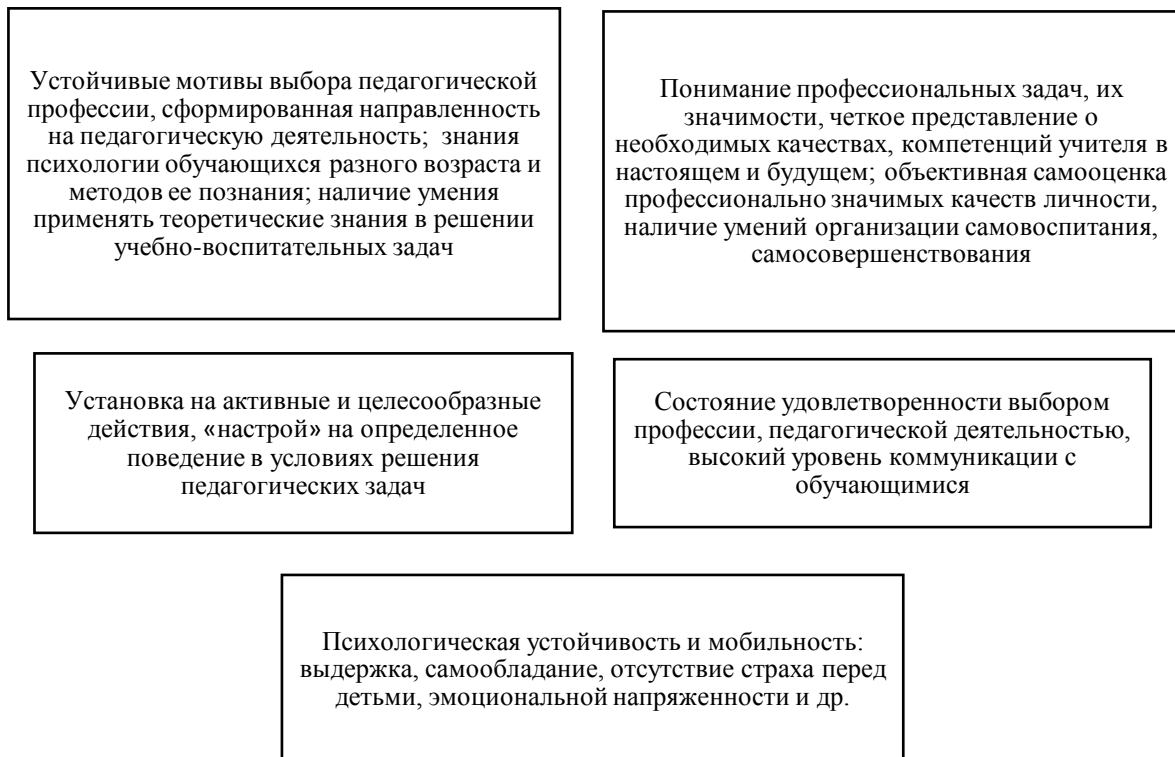 Устойчивые мотивы выбора педагогической
профессии, сформированная направленность
на педагогическую деятельность; знания
психологии обучающихся разного возраста и
методов ее познания; наличие умения
применять теоретические знания в решении
учебно-воспитательных задач
Понимание профессиональных задач, их
значимости, четкое представление о
необходимых качествах, компетенций учителя в
настоящем и будущем; объективная самооценка
профессионально значимых качеств личности,
наличие умений организации самовоспитания,
самосовершенствования
Установка на активные и целесообразные
действия, «настрой» на определенное
поведение в условиях решения
педагогических задач
Состояние удовлетворенности выбором
профессии, педагогической деятельностью,
высокий уровень коммуникации с
обучающимися
Психологическая устойчивость и мобильность:
выдержка, самообладание, отсутствие страха перед
детьми, эмоциональной напряженности и др.